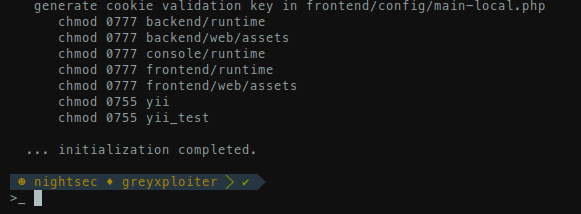 generate cookie validation key in frontend/config/main-local.php
chmod 0777 backend/runtime
chmod 0777 backend/web/assets
chmod 0777 console/runtime
chmod 0777 frontend/runtime
chmod 0777 frontend/web/assets
chmod 0755 yii
chmod 0755 yii_test
... initialization completed.
☻ nightsec ♦ greyxploiter > ✔
>_